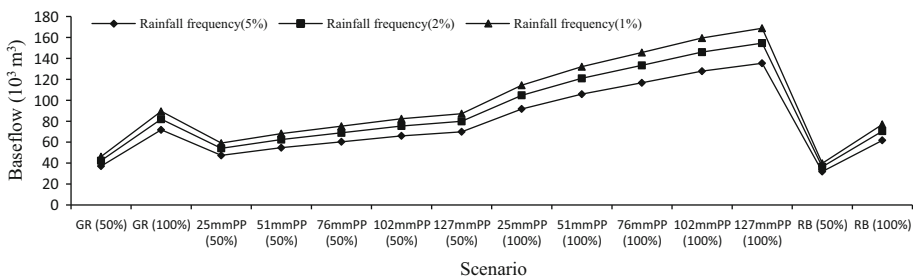 Rainfall frequency(5%) Rainfall frequency(2%) Rainfall frequency(1%)
Baseflow (10³ m³)
180
160
140
120
100
80
60
40
20
0
GR (50%) GR (100%) 25mmPP (50%) 51mmPP (50%) 76mmPP (50%) 102mmPP (50%) 127mmPP (50%) 25mmPP (100%) 51mmPP (100%) 76mmPP (100%) 102mmPP (100%) 127mmPP (100%) RB (50%) RB (100%)
Scenario